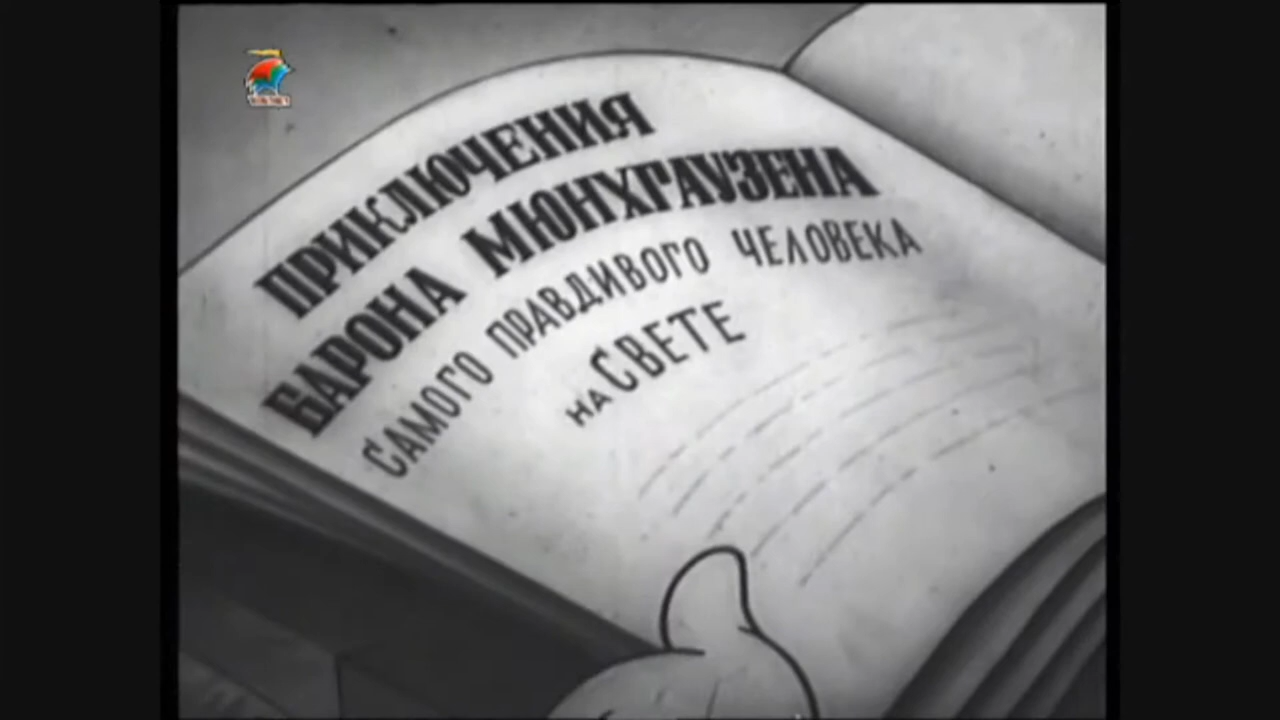 ПРИКЛЮЧЕНИЯ
БАРОНА МЮНХГАУЗЕНА
САМОГО ПРАВДИВОГО ЧЕЛОВЕКА
НА СВЕТЕ